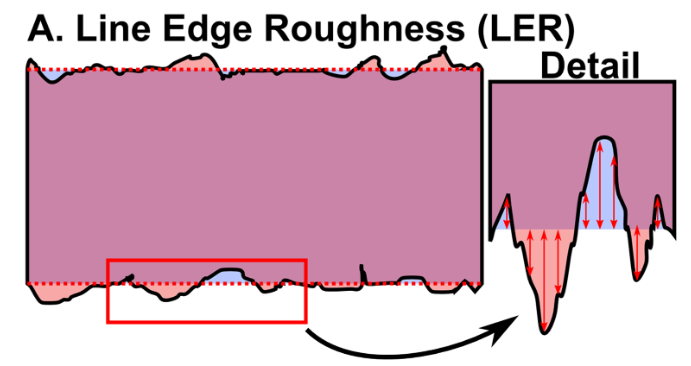 A. Line Edge Roughness (LER)
Detail